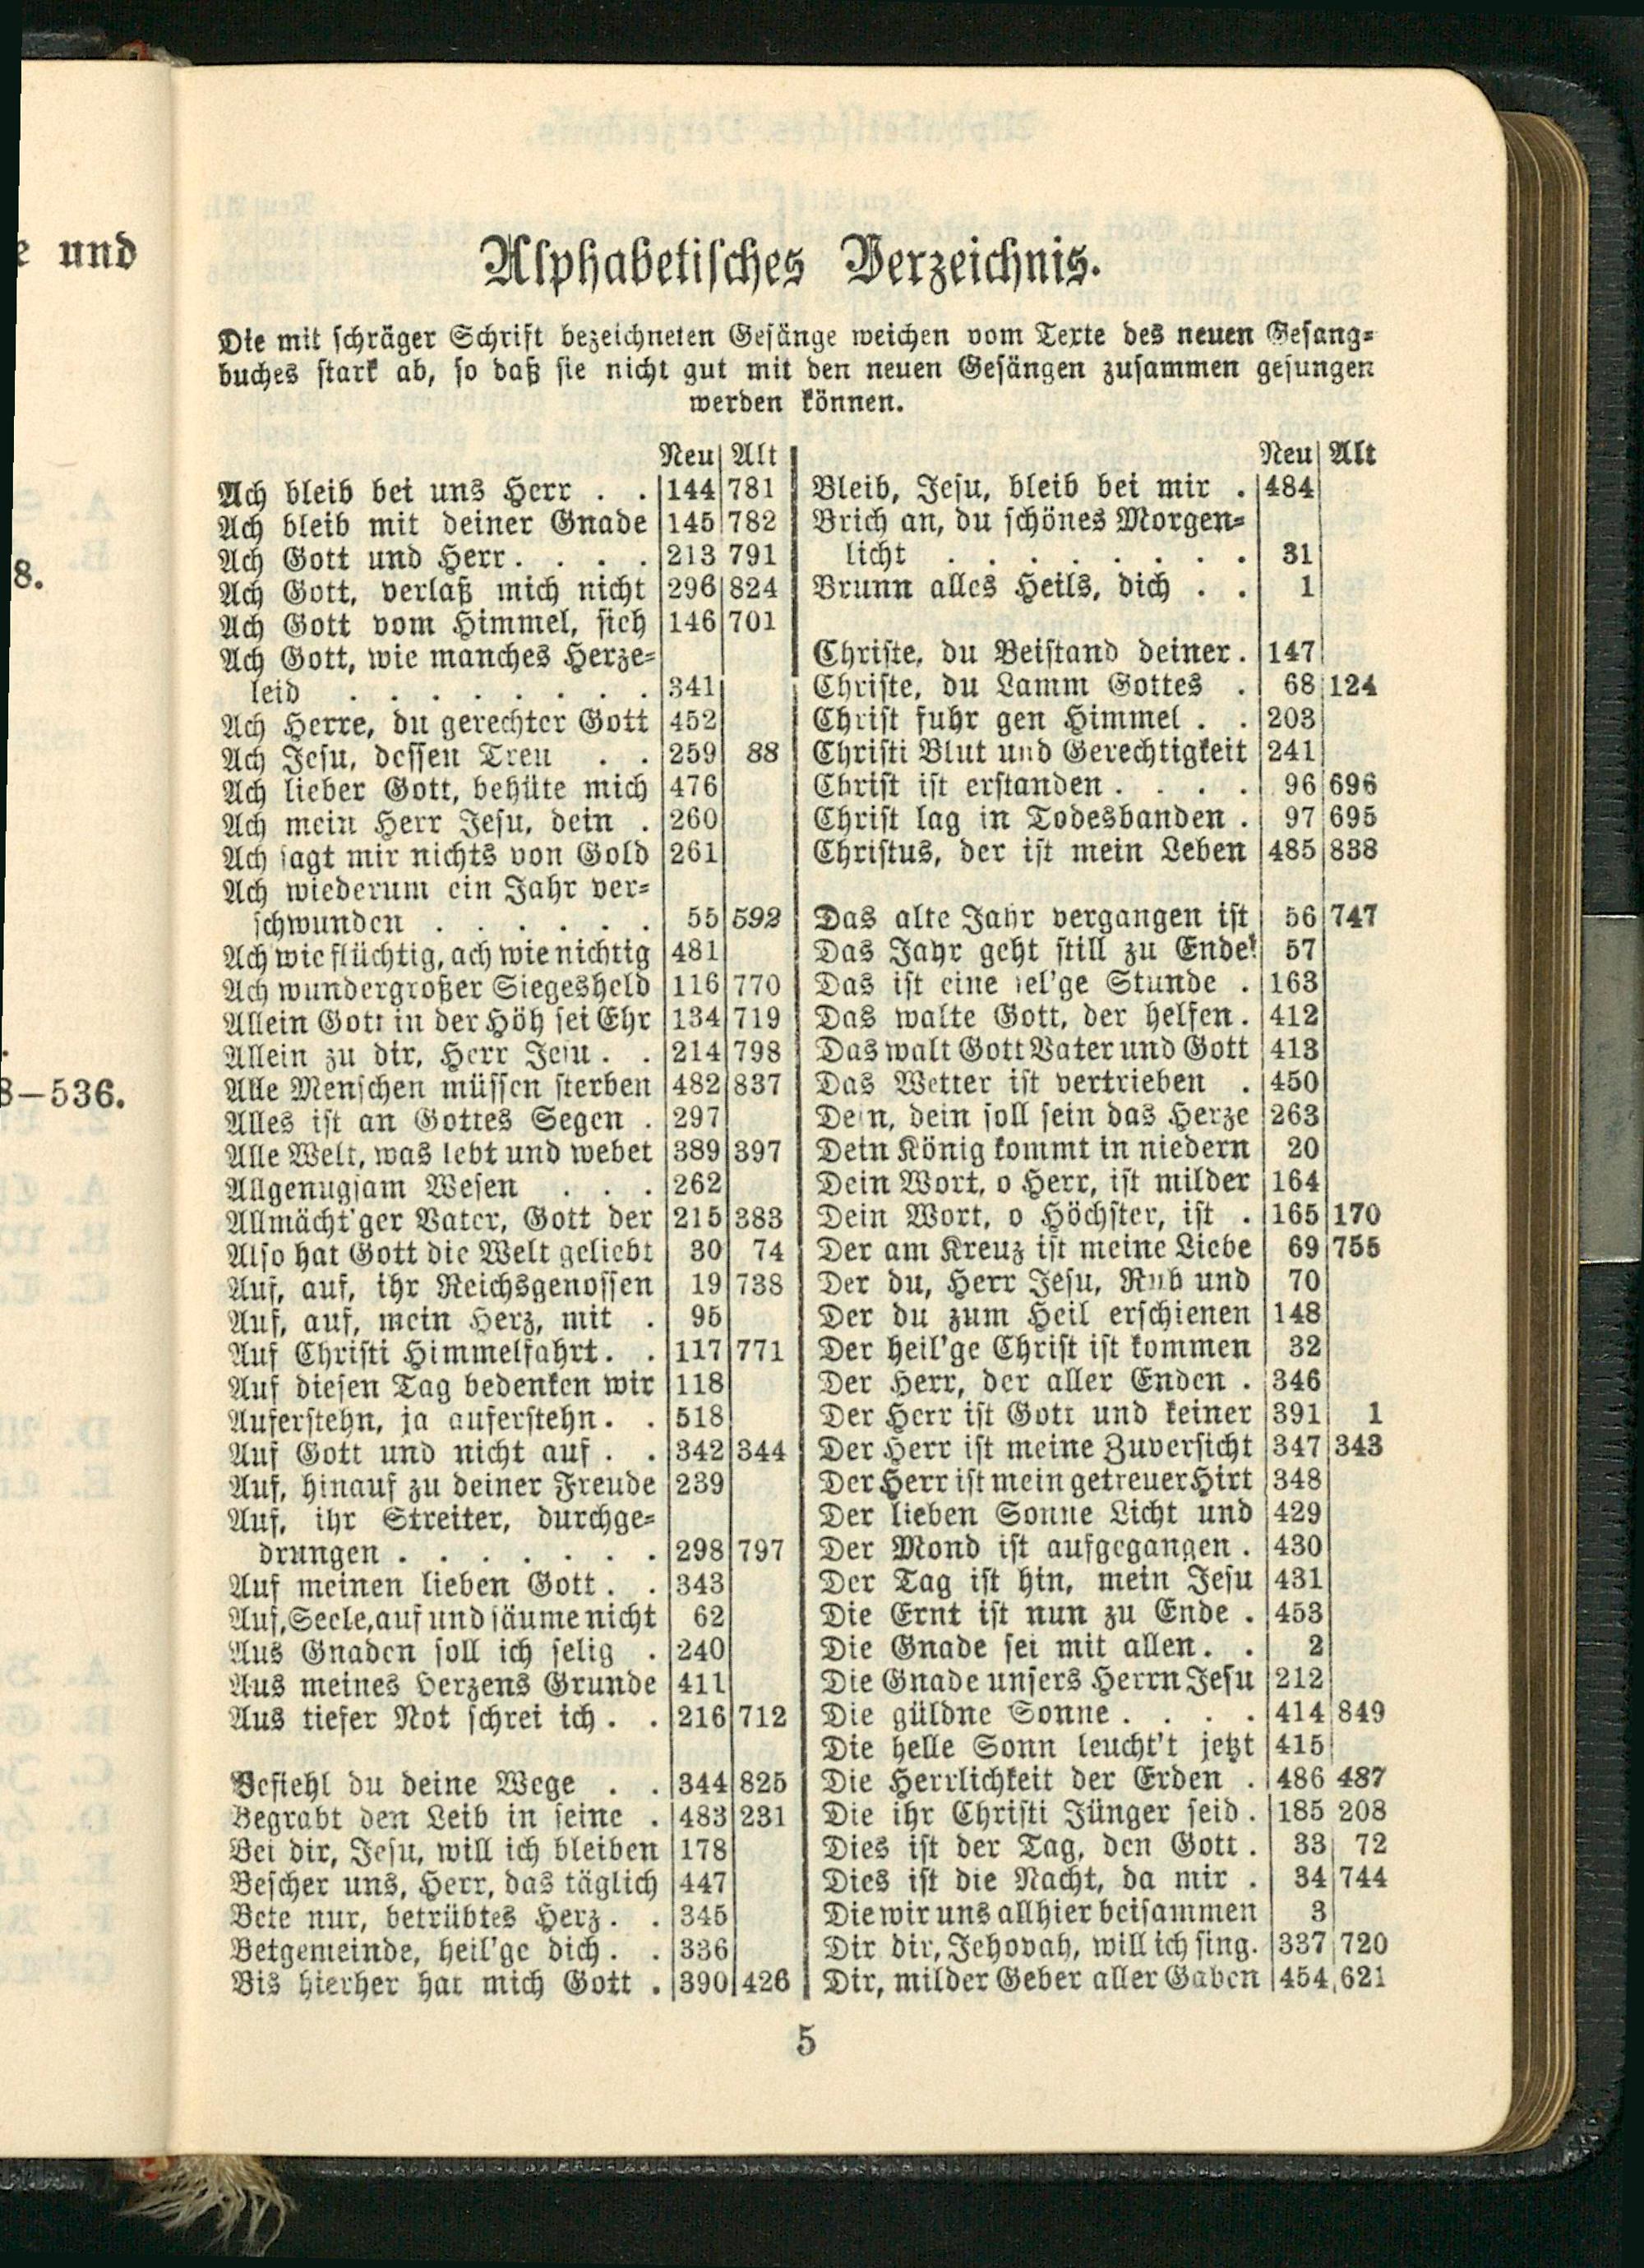 e und
8.
3–536.
Alphabetisches Verzeichnis.
Die mit schräger Schrift bezeichneten Gesänge weichen vom Texte des neuen Gesang=
buches stark ab, so daß sie nicht gut mit den neuen Gesängen zusammen gesungen
werden können.
Neu Alt
Ach bleib bei uns Herr . . 144 781
Ach bleib mit deiner Gnade 145 782
Ach Gott und Herr . . . . 213 791
Ach Gott, verlaß mich nicht 296 824
Ach Gott vom Himmel, sieh 146 701
Ach Gott, wie manches Herze=
leid . . . . . . . . 341
Ach Herre, du gerechter Gott 452
Ach Jesu, dessen Treu . . 259 88
Ach lieber Gott, behüte mich 476
Ach mein Herr Jesu, dein . 260
Ach sagt mir nichts von Gold 261
Ach wiederum ein Jahr ver=
schwunden . . . . . . 55 592
Ach wie flüchtig, ach wie nichtig 481
Ach wundergroßer Siegesheld 116 770
Allein Gott in der Höh sei Ehr 134 719
Allein zu dir, Herr Jesu . . 214 798
Alle Menschen müssen sterben 482 837
Alles ist an Gottes Segen . 297
Alle Welt, was lebt und webet 389 397
Allgenugsam Wesen . . . 262
Allmächt'ger Vater, Gott der 215 383
Also hat Gott die Welt geliebt 30 74
Auf, auf, ihr Reichsgenossen 19 738
Auf, auf, mein Herz, mit . 95
Auf Christi Himmelfahrt . . 117 771
Auf diesen Tag bedenken wir 118
Auferstehn, ja auferstehn . . 518
Auf Gott und nicht auf . . 342 344
Auf, hinauf zu deiner Freude 239
Auf, ihr Streiter, durchge=
drungen . . . . . . . 298 797
Auf meinen lieben Gott . . 343
Auf, Seele, auf und säume nicht 62
Aus Gnaden soll ich selig . 240
Aus meines Herzens Grunde 411
Aus tiefer Not schrei ich . . 216 712
Befiehl du deine Wege . . 344 825
Begrabt den Leib in seine . 483 231
Bei dir, Jesu, will ich bleiben 178
Bescher uns, Herr, das täglich 447
Bete nur, betrübtes Herz . . 345
Betgemeinde, heil'ge dich . . 336
Bis hierher hat mich Gott . 390 426
Neu Alt
Bleib, Jesu, bleib bei mir . 484
Brich an, du schönes Morgen=
licht . . . . . . . . 31
Brunn alles Heils, dich . . 1
Christe, du Beistand deiner . 147
Christe, du Lamm Gottes . 68 124
Christ fuhr gen Himmel . . 203
Christi Blut und Gerechtigkeit 241
Christ ist erstanden . . . . 96 696
Christ lag in Todesbanden . 97 695
Christus, der ist mein Leben 485 838
Das alte Jahr vergangen ist 56 747
Das Jahr geht still zu Ende! 57
Das ist eine sel'ge Stunde . 163
Das walte Gott, der helfen . 412
Das walt Gott Vater und Gott 413
Das Wetter ist vertrieben . 450
Dein, dein soll sein das Herze 263
Dein König kommt in niedern 20
Dein Wort, o Herr, ist milder 164
Dein Wort, o Höchster, ist . 165 170
Der am Kreuz ist meine Liebe 69 755
Der du, Herr Jesu, Ruh und 70
Der du zum Heil erschienen 148
Der heil'ge Christ ist kommen 32
Der Herr, der aller Enden . 346
Der Herr ist Gott und keiner 391 1
Der Herr ist meine Zuversicht 347 343
Der Herr ist mein getreuer Hirt 348
Der lieben Sonne Licht und 429
Der Mond ist aufgegangen . 430
Der Tag ist hin, mein Jesu 431
Die Ernt ist nun zu Ende . 453
Die Gnade sei mit allen . . 2
Die Gnade unsers Herrn Jesu 212
Die güldne Sonne . . . . 414 849
Die helle Sonn leucht't jetzt 415
Die Herrlichkeit der Erden . 486 487
Die ihr Christi Jünger seid . 185 208
Dies ist der Tag, den Gott . 33 72
Dies ist die Nacht, da mir . 34 744
Die wir uns allhier beisammen 3
Dir dir, Jehovah, will ich sing. 337 720
Dir, milder Geber aller Gaben 454 621
5